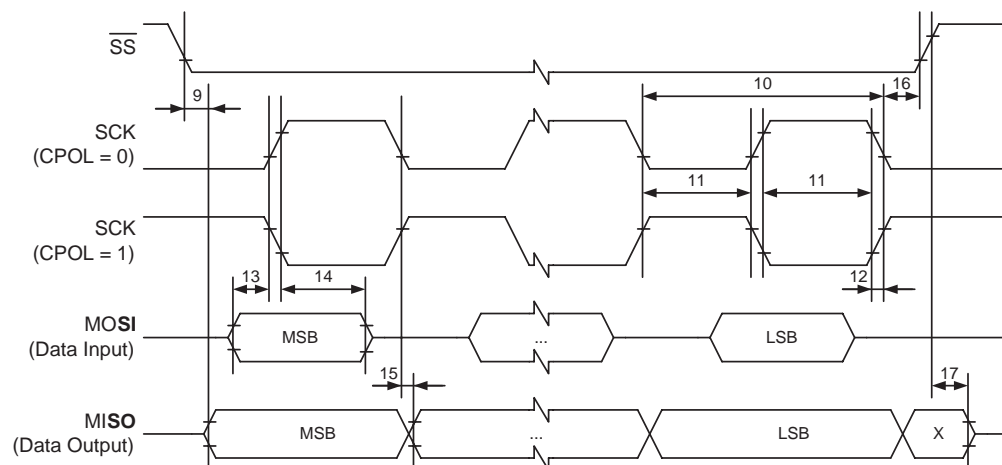 SS
9
10
16
SCK
(CPOL = 0)
11
11
SCK
(CPOL = 1)
13
14
12
MOSI
(Data Input)
MSB
...
LSB
15
17
MISO
(Data Output)
MSB
...
LSB
X